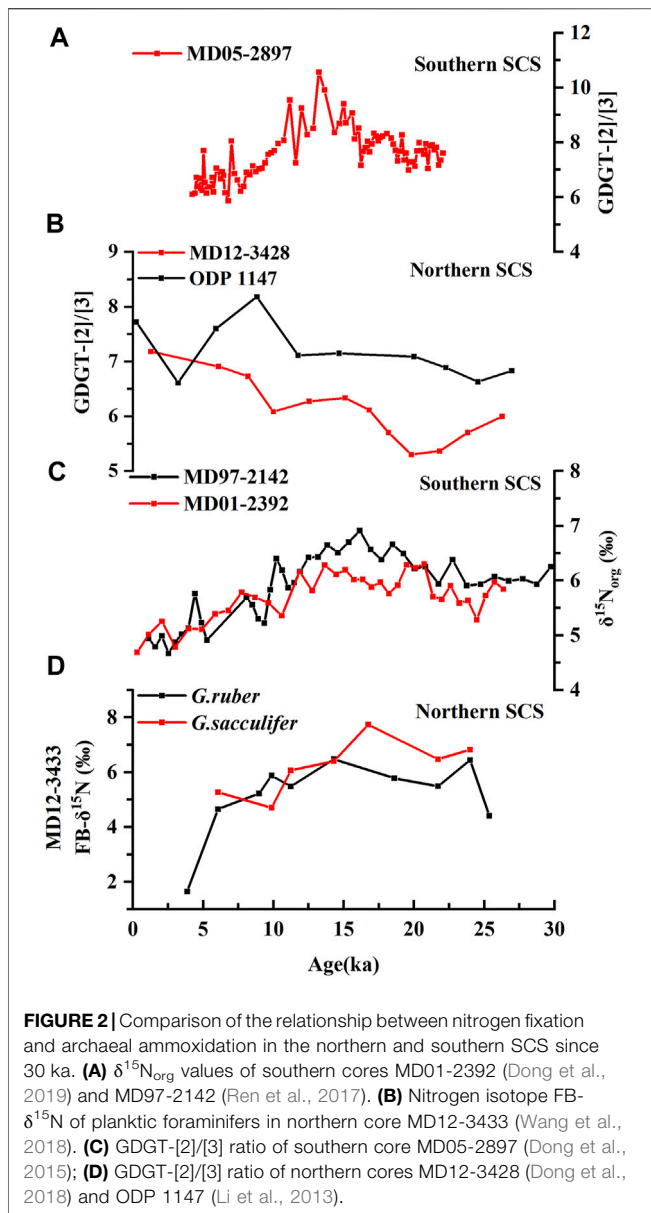 A
MD05-2897
Southern SCS
12
10
8
6
4
GDGT-[2]/[3]
B
MD12-3428
ODP 1147
Northern SCS
9
8
7
6
5
GDGT-[2]/[3]
C
MD97-2142
MD01-2392
Southern SCS
8
7
6
5
4
δ¹⁵Norg (‰)
D
G.ruber
G.sacculifer
Northern SCS
8
6
4
2
MD12-3433
FB-δ¹⁵N (‰)
0 5 10 15 20 25 30
Age(ka)
FIGURE 2 | Comparison of the relationship between nitrogen fixation
and archaeal ammoxidation in the northern and southern SCS since
30 ka. (A) δ¹⁵Norg values of southern cores MD01-2392 (Dong et al.,
2019) and MD97-2142 (Ren et al., 2017). (B) Nitrogen isotope FB-
δ¹⁵N of planktic foraminifers in northern core MD12-3433 (Wang et al.,
2018). (C) GDGT-[2]/[3] ratio of southern core MD05-2897 (Dong et al.,
2015); (D) GDGT-[2]/[3] ratio of northern cores MD12-3428 (Dong et al.,
2018) and ODP 1147 (Li et al., 2013).